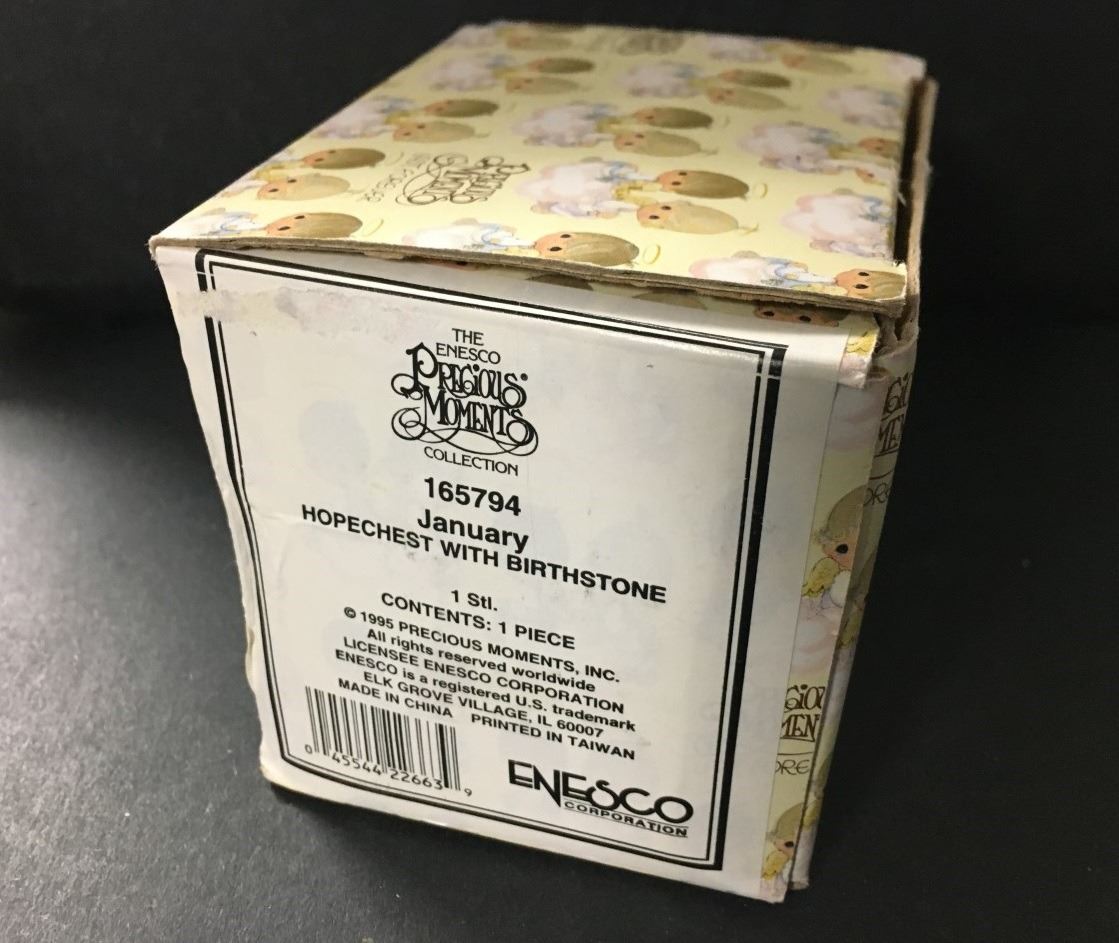 THE
ENESCO
PRECIOUS®
MOMENTS
COLLECTION
165794
January
HOPECHEST WITH BIRTHSTONE
1 Stl.
CONTENTS: 1 PIECE
© 1995 PRECIOUS MOMENTS, INC.
All rights reserved worldwide
LICENSEE ENESCO CORPORATION
ENESCO is a registered U.S. trademark
ELK GROVE VILLAGE, IL 60007
MADE IN CHINA PRINTED IN TAIWAN
0 45544 22663 9
ENESCO
CORPORATION
PRECIOUS
MOMENTS